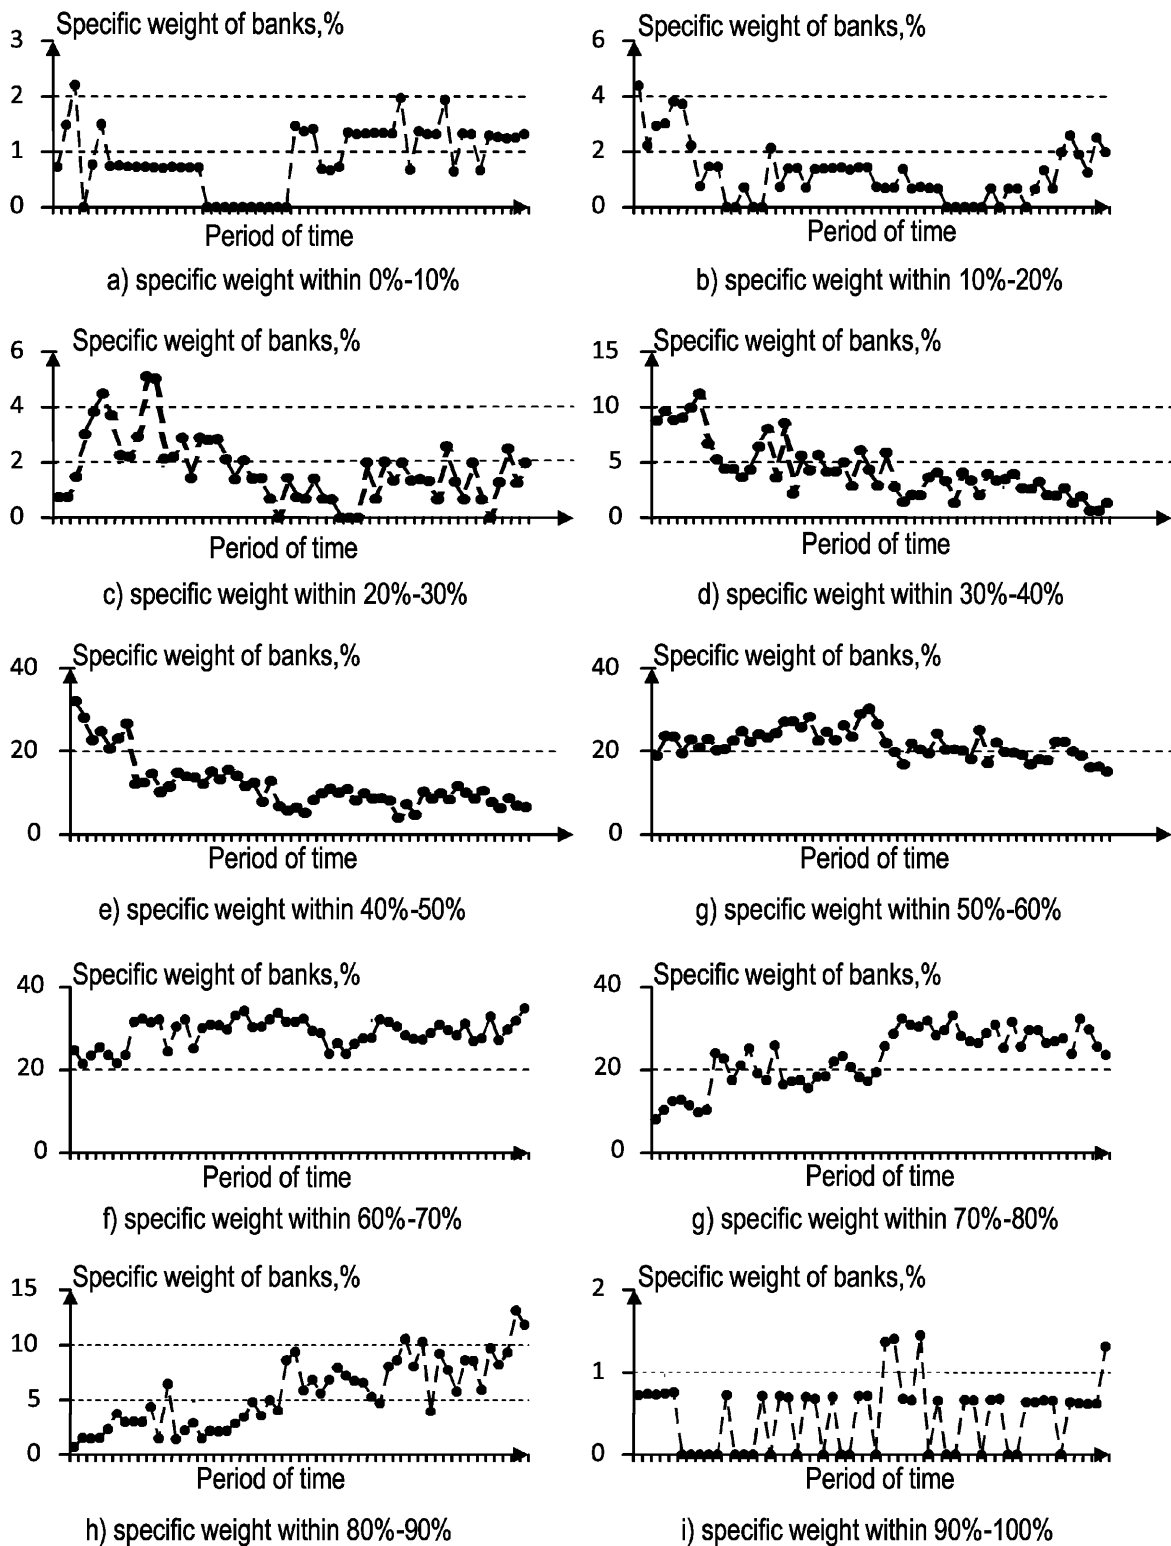 Specific weight of banks,%
3
2
1
0
Period of time
a) specific weight within 0%-10%
Specific weight of banks,%
6
4
2
0
Period of time
b) specific weight within 10%-20%
Specific weight of banks,%
6
4
2
0
Period of time
c) specific weight within 20%-30%
Specific weight of banks,%
15
10
5
0
Period of time
d) specific weight within 30%-40%
Specific weight of banks,%
40
20
0
Period of time
e) specific weight within 40%-50%
Specific weight of banks,%
40
20
0
Period of time
g) specific weight within 50%-60%
Specific weight of banks,%
40
20
0
Period of time
f) specific weight within 60%-70%
Specific weight of banks,%
40
20
0
Period of time
g) specific weight within 70%-80%
Specific weight of banks,%
15
10
5
0
Period of time
h) specific weight within 80%-90%
Specific weight of banks,%
2
1
0
Period of time
i) specific weight within 90%-100%